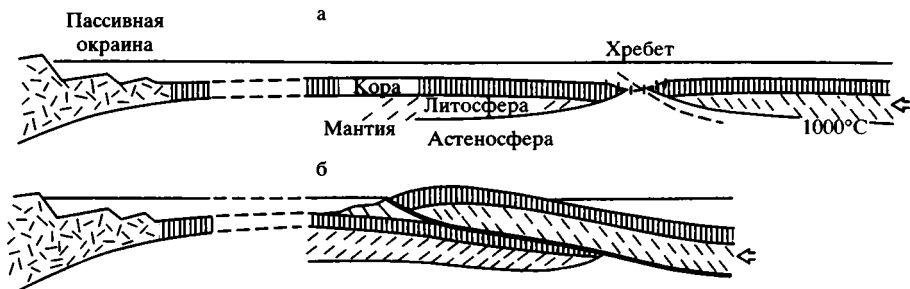 а
Пассивная
окраина
Хребет
Кора
Литосфера
Мантия
Астеносфера
1000°С
б